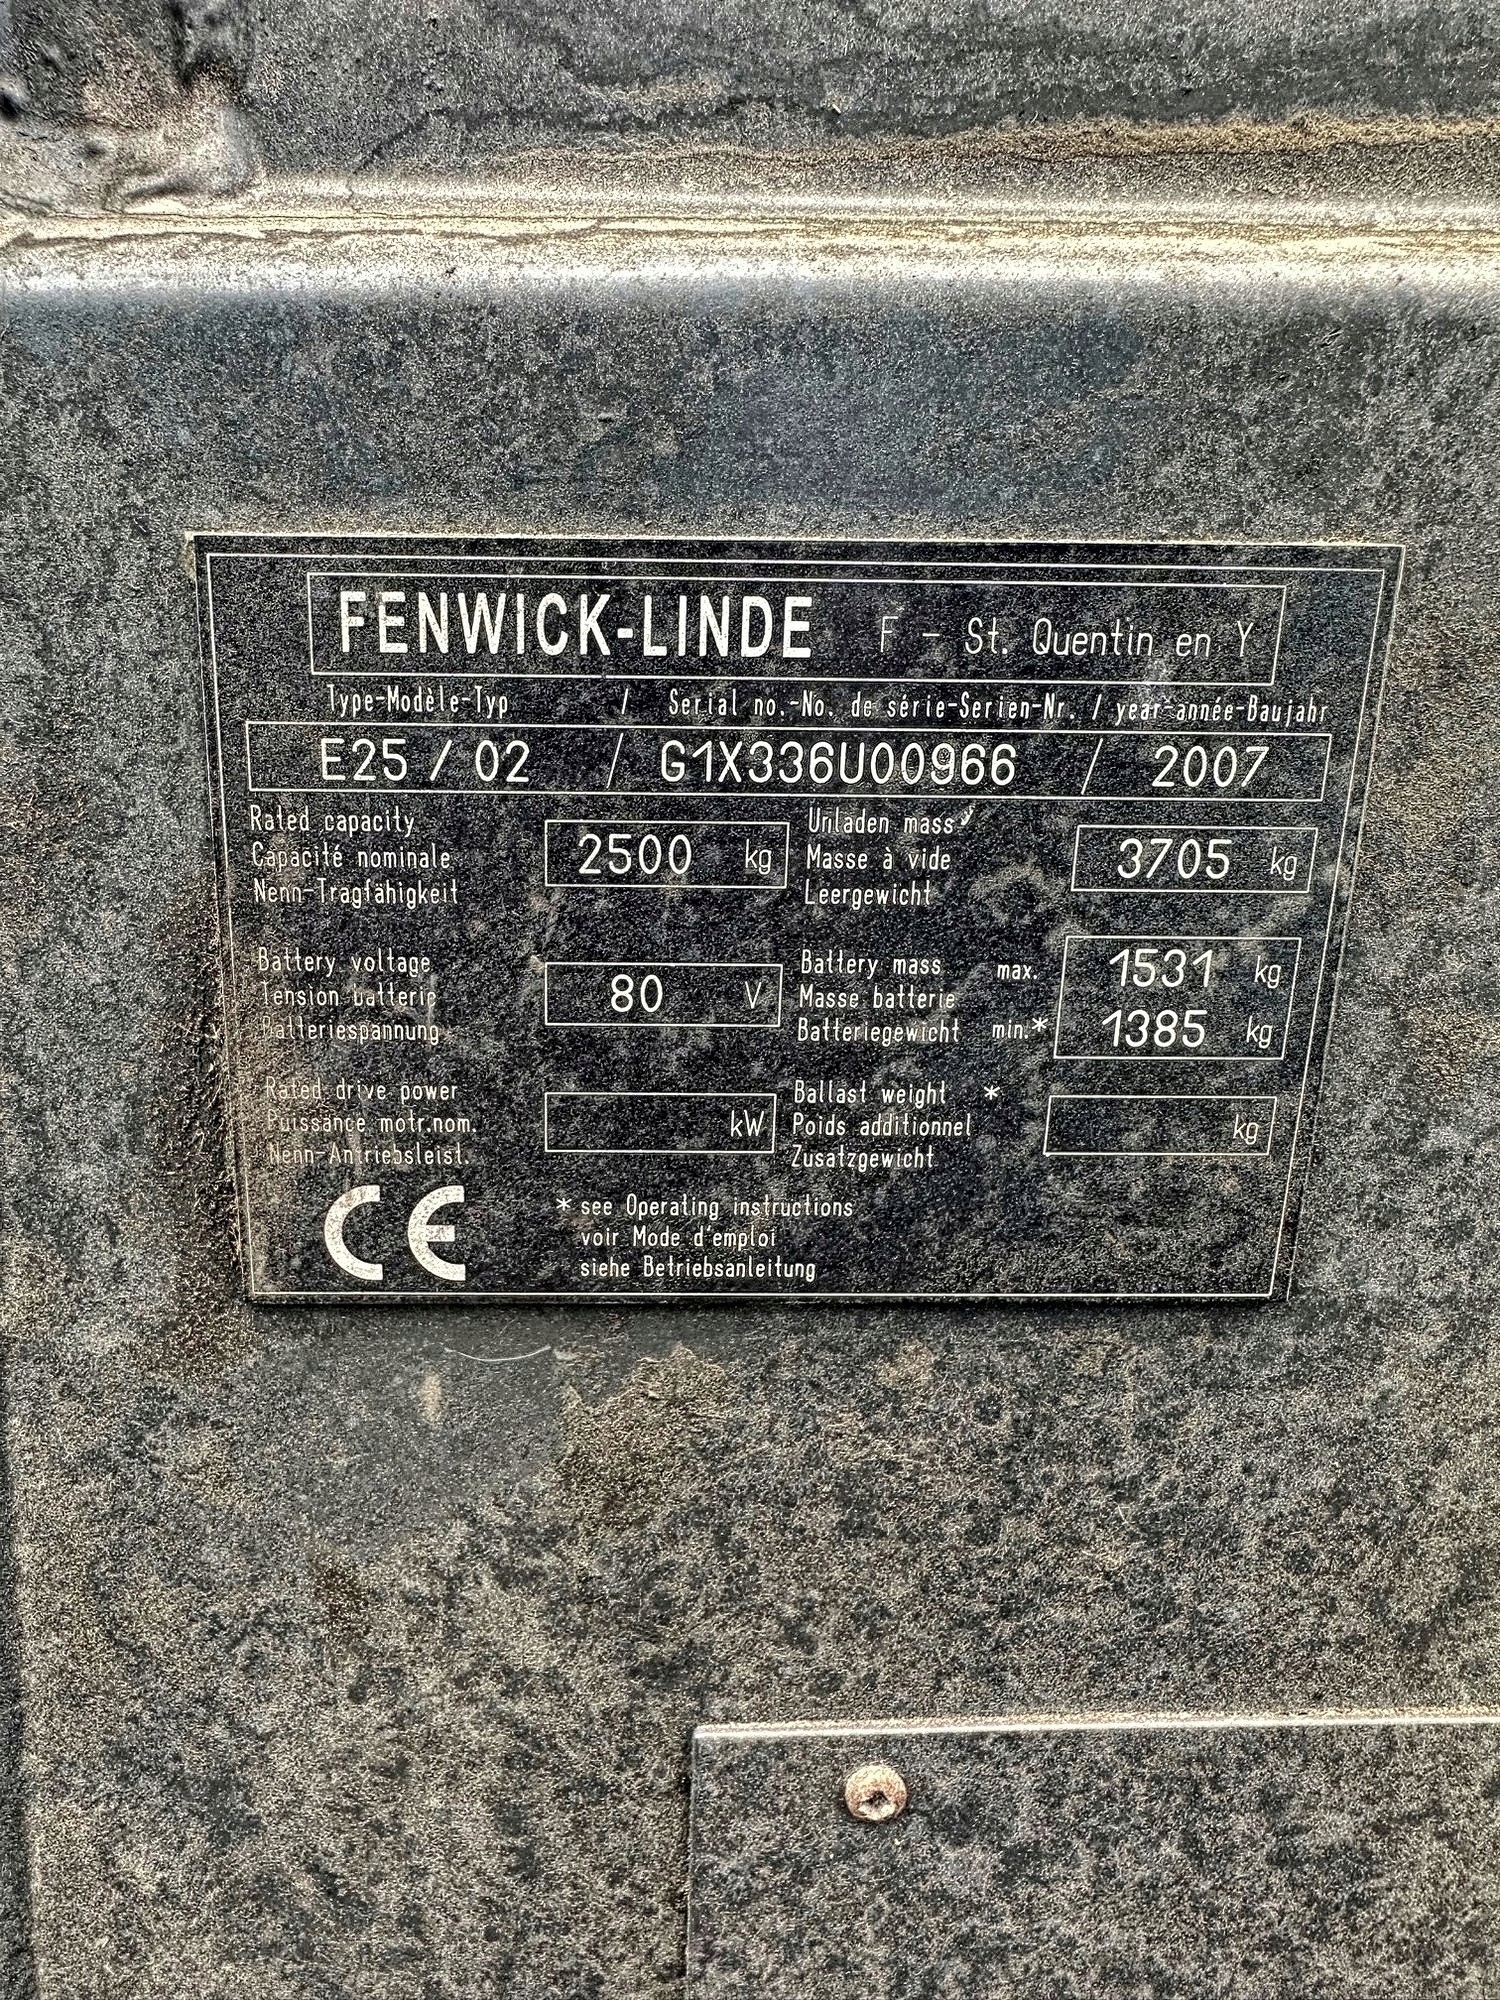 FENWICK-LINDE F - St. Quentin en Y
Type-Modèle-Typ / Serial no.-No. de série-Serien-Nr. / year-année-Baujahr
E25 / 02 / G1X336U00966 / 2007
Rated capacity
Capacité nominale
Nenn-Tragfähigkeit
2500 kg
Unladen mass
Masse à vide
Leergewicht
3705 kg
Battery voltage
Tension batterie
Batteriespannung
80 V
Battery mass max.
Masse batterie
Batteriegewicht min.*
1531 kg
1385 kg
Rated drive power
Puissance motr.nom.
Nenn-Antriebsleist.
kW
Ballast weight *
Poids additionnel
Zusatzgewicht
kg
CE
* see Operating instructions
voir Mode d'emploi
siehe Betriebsanleitung